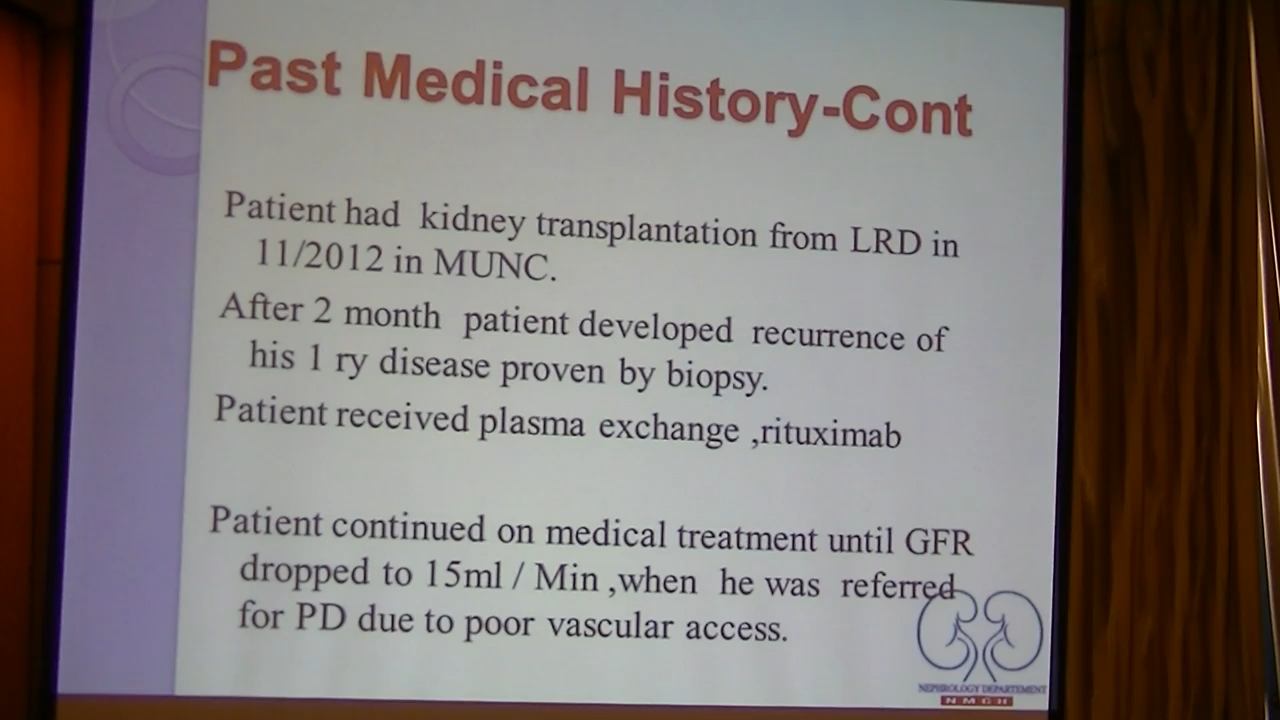 Past Medical History-Cont
Patient had kidney transplantation from LRD in
11/2012 in MUNC.
After 2 month patient developed recurrence of
his 1 ry disease proven by biopsy.
Patient received plasma exchange ,rituximab
Patient continued on medical treatment until GFR
dropped to 15ml / Min ,when he was referred
for PD due to poor vascular access.
NEPHROLOGY DEPARTEMENT
N M G H